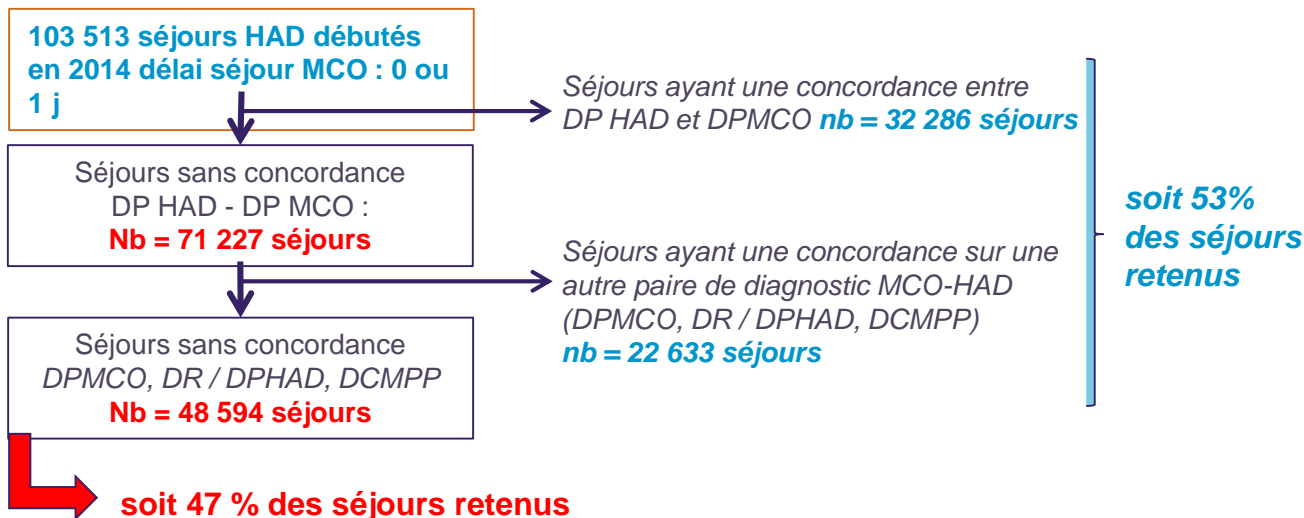 103 513 séjours HAD débutés
en 2014 délai séjour MCO : 0 ou
1 j
Séjours ayant une concordance entre
DP HAD et DPMCO nb = 32 286 séjours
Séjours sans concordance
DP HAD - DP MCO :
Nb = 71 227 séjours
soit 53%
des séjours
retenus
Séjours ayant une concordance sur une
autre paire de diagnostic MCO-HAD
(DPMCO, DR / DPHAD, DCMPP)
nb = 22 633 séjours
Séjours sans concordance
DPMCO, DR / DPHAD, DCMPP
Nb = 48 594 séjours
soit 47 % des séjours retenus